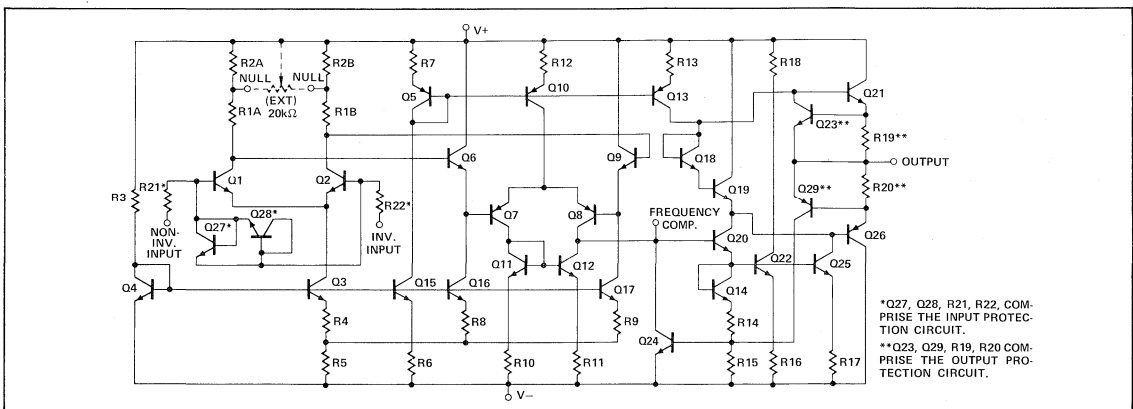 V+
R2A
R2B
R7
R12
R13
R18
NULL
NULL
(EXT)
20kΩ
Q5
Q10
Q13
Q21
Q23**
R1A
R1B
R19**
Q6
Q9
Q18
OUTPUT
Q1
Q2
Q19
Q29**
R20**
R3
R21*
R22*
Q7
Q8
FREQUENCY
COMP.
Q26
Q28*
Q27*
Q20
NON-
INV.
INPUT
INV.
INPUT
Q11
Q12
Q22
Q25
Q4
Q3
Q15
Q16
Q17
Q14
R4
R8
R9
R14
Q24
R5
R6
R10
R11
R15
R16
R17
V−
*Q27, Q28, R21, R22, COM-
PRISE THE INPUT PROTEC-
TION CIRCUIT.
**Q23, Q29, R19, R20 COM-
PRISE THE OUTPUT PRO-
TECTION CIRCUIT.